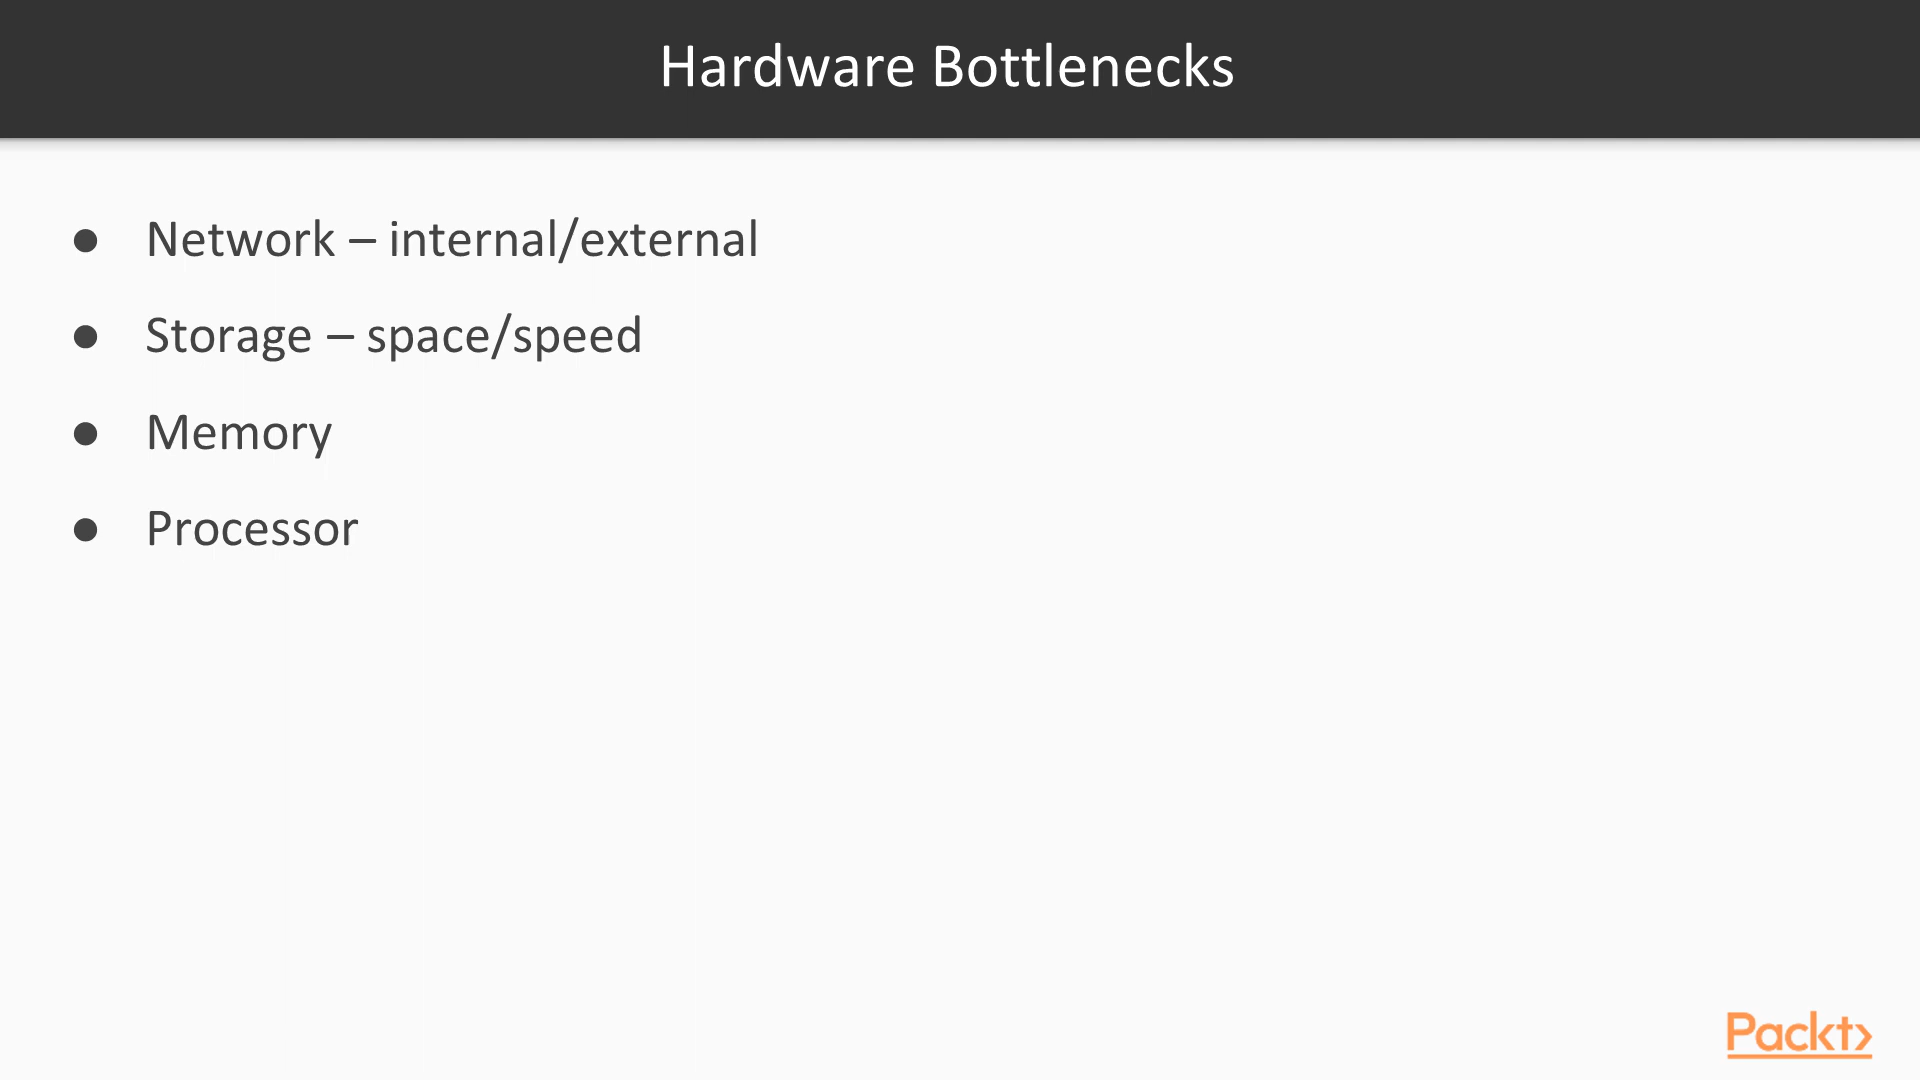 Hardware Bottlenecks
● Network – internal/external
● Storage – space/speed
● Memory
● Processor
Packt>